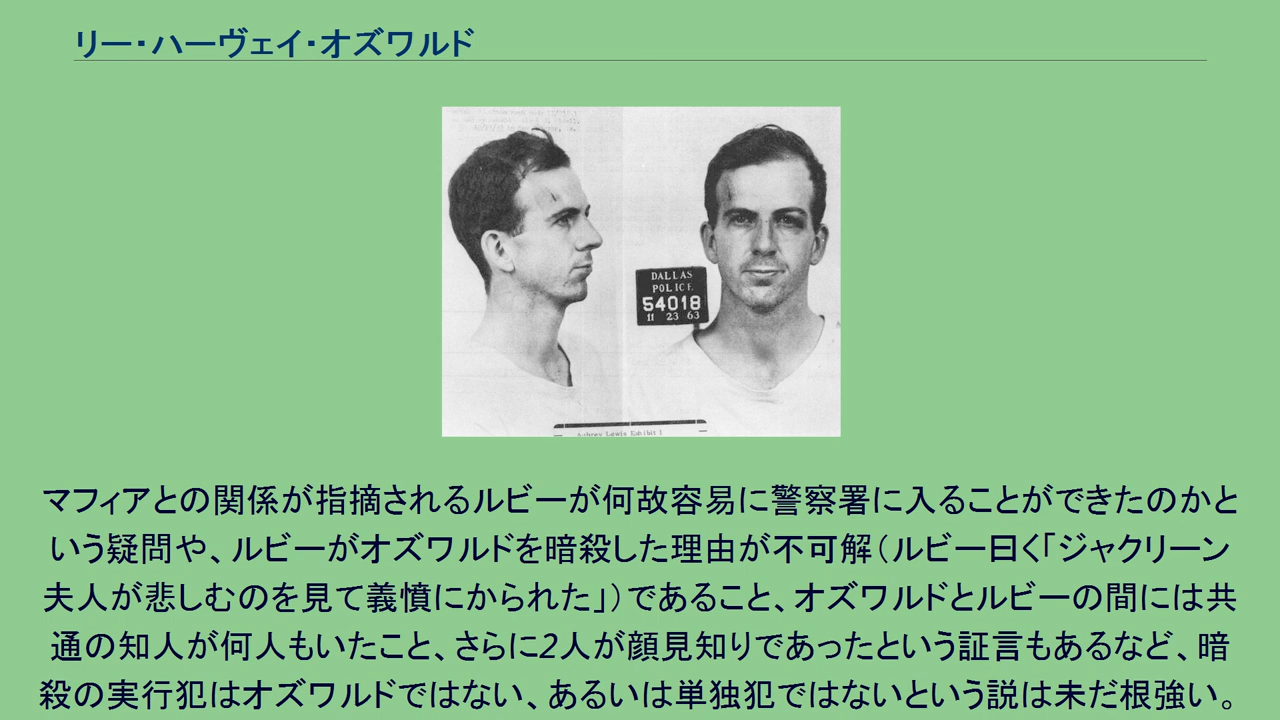 リー・ハーヴェイ・オズワルド
DALLAS
POLICE
54018
11 23 63
Aubrey Lewis Exhibit 1
マフィアとの関係が指摘されるルビーが何故容易に警察署に入ることができたのかと
いう疑問や、ルビーがオズワルドを暗殺した理由が不可解（ルビー曰く「ジャクリーン
夫人が悲しむのを見て義憤にかられた」）であること、オズワルドとルビーの間には共
通の知人が何人もいたこと、さらに2人が顔見知りであったという証言もあるなど、暗
殺の実行犯はオズワルドではない、あるいは単独犯ではないという説は未だ根強い。